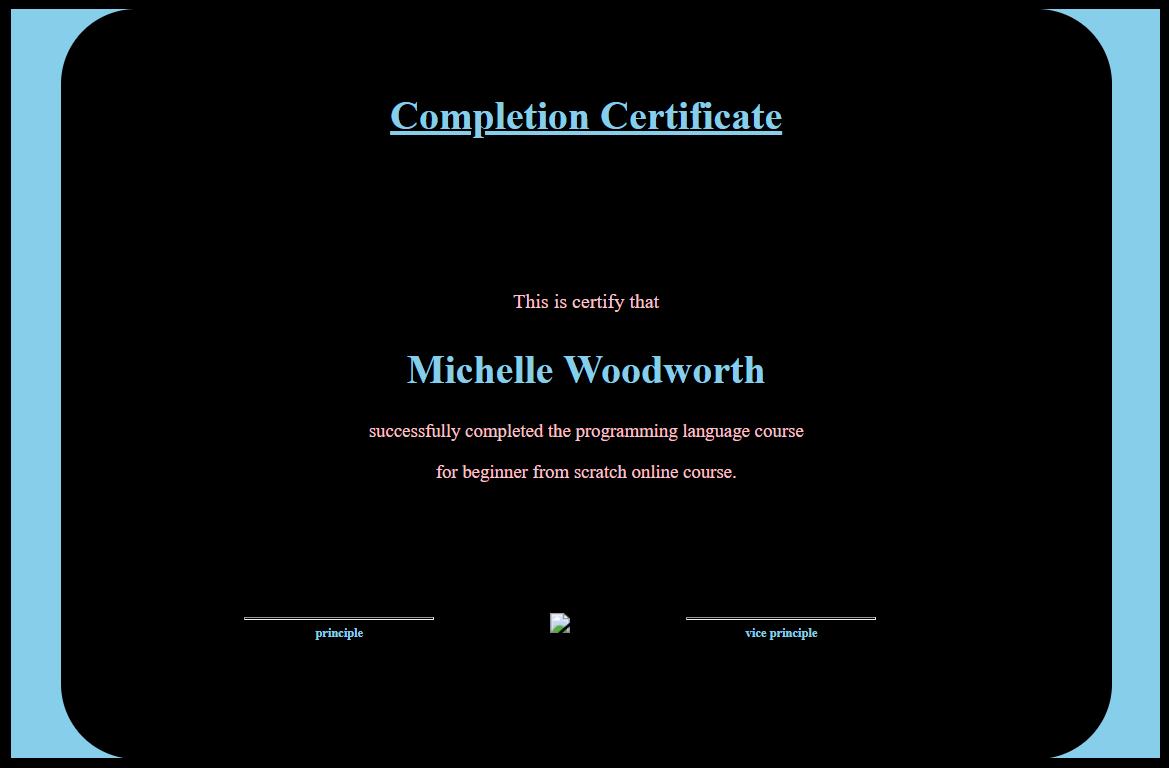 Completion Certificate
This is certify that
Michelle Woodworth
successfully completed the programming language course
for beginner from scratch online course.
principle
vice principle